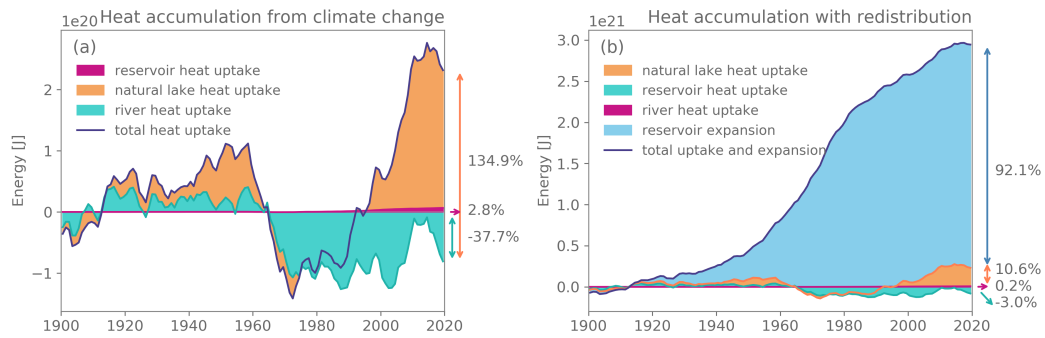 1e20 Heat accumulation from climate change
(a)
reservoir heat uptake
natural lake heat uptake
river heat uptake
total heat uptake
Heat [J]
2
1
0
−1
134.9%
2.8%
-37.7%
1900 1920 1940 1960 1980 2000 2020
1e21 Heat accumulation with redistribution
(b)
natural lake heat uptake
reservoir heat uptake
river heat uptake
reservoir expansion
total uptake and expansion
Energy [J]
3.0
2.5
2.0
1.5
1.0
0.5
0.0
92.1%
10.6%
0.2%
-3.0%
1900 1920 1940 1960 1980 2000 2020